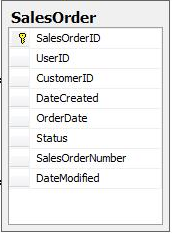 SalesOrder
SalesOrderID
UserID
CustomerID
DateCreated
OrderDate
Status
SalesOrderNumber
DateModified